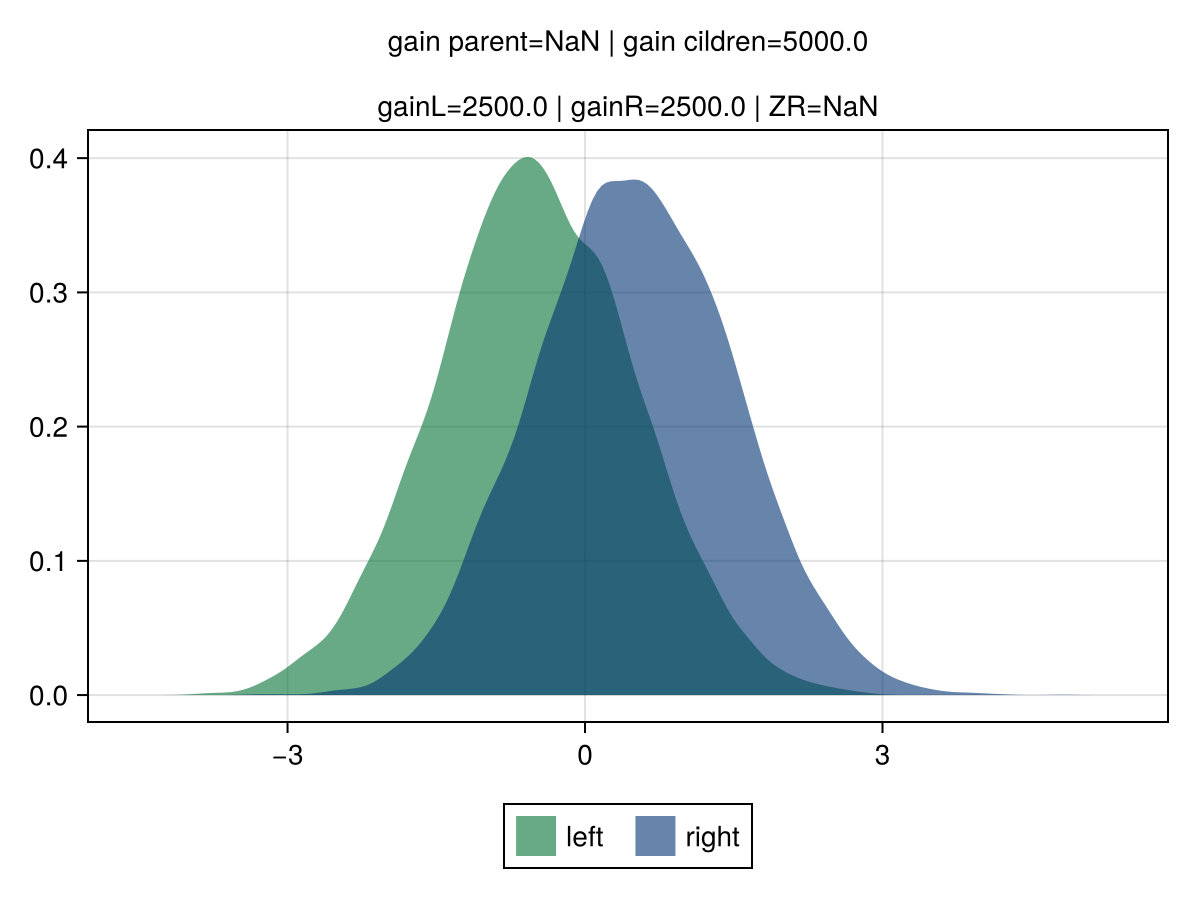 gain parent=NaN | gain cildren=5000.0
gainL=2500.0 | gainR=2500.0 | ZR=NaN
0.4
0.3
0.2
0.1
0.0
−3 0 3
left right